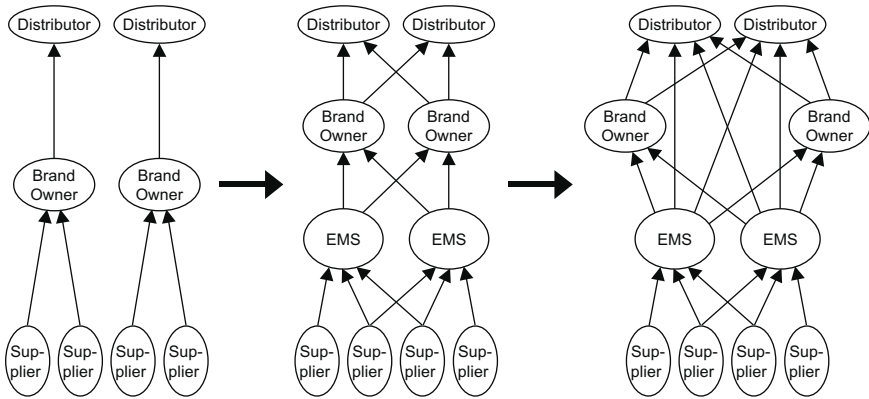 Distributor
Distributor
Brand
Owner
Brand
Owner
Sup-
plier
Sup-
plier
Sup-
plier
Sup-
plier
Distributor
Distributor
Brand
Owner
Brand
Owner
EMS
EMS
Sup-
plier
Sup-
plier
Sup-
plier
Sup-
plier
Distributor
Distributor
Brand
Owner
Brand
Owner
EMS
EMS
Sup-
plier
Sup-
plier
Sup-
plier
Sup-
plier